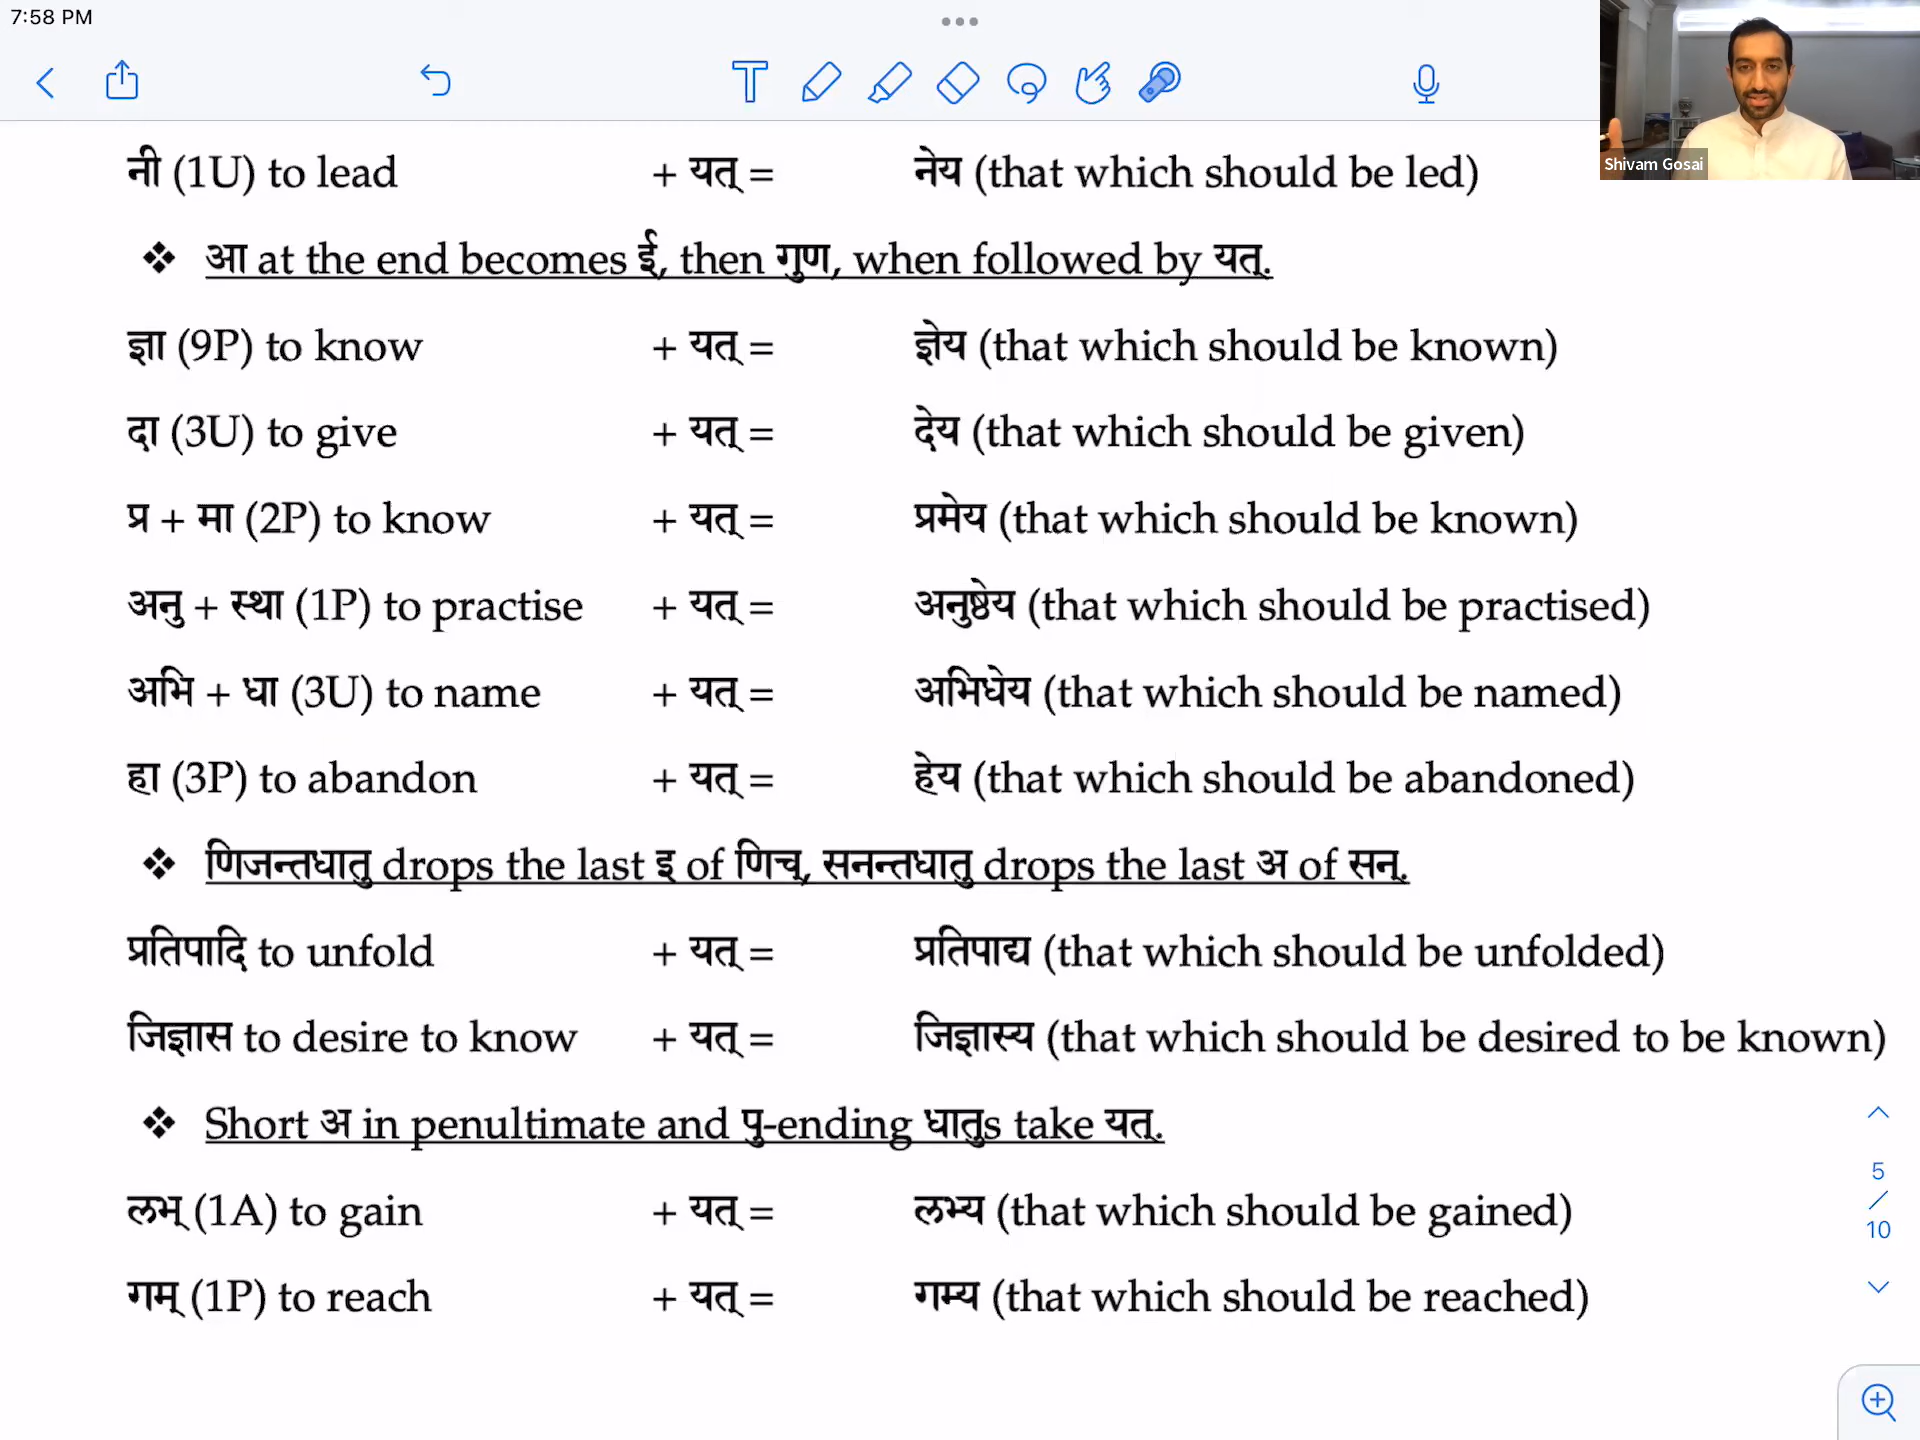 7:58 PM
Shivam Gosai
नी (1U) to lead + यत् = नेय (that which should be led)
❖ आ at the end becomes ई, then गुण, when followed by यत्.
ज्ञा (9P) to know + यत् = ज्ञेय (that which should be known)
दा (3U) to give + यत् = देय (that which should be given)
प्र + मा (2P) to know + यत् = प्रमेय (that which should be known)
अनु + स्था (1P) to practise + यत् = अनुष्ठेय (that which should be practised)
अभि + धा (3U) to name + यत् = अभिधेय (that which should be named)
हा (3P) to abandon + यत् = हेय (that which should be abandoned)
❖ णिजन्तधातु drops the last इ of णिच्, सनन्तधातु drops the last अ of सन्.
प्रतिपादि to unfold + यत् = प्रतिपाद्य (that which should be unfolded)
जिज्ञास to desire to know + यत् = जिज्ञास्य (that which should be desired to be known)
❖ Short अ in penultimate and पु-ending धातुs take यत्.
लभ् (1A) to gain + यत् = लभ्य (that which should be gained)
गम् (1P) to reach + यत् = गम्य (that which should be reached)
5
/
10